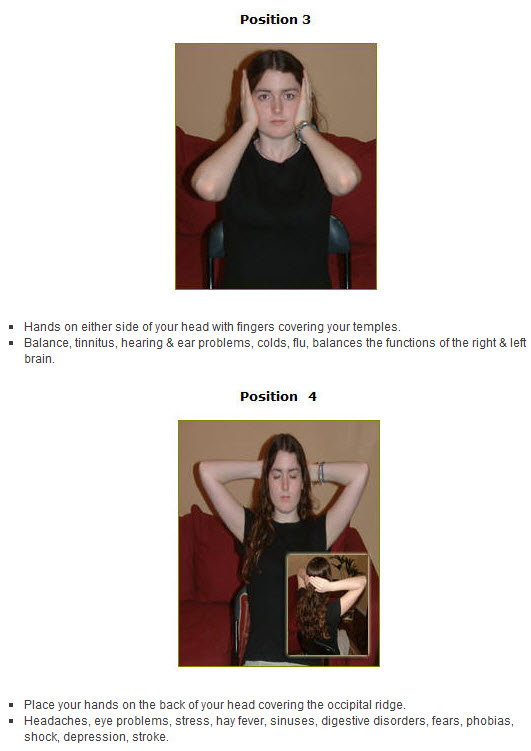 Position 3
Hands on either side of your head with fingers covering your temples.
Balance, tinnitus, hearing & ear problems, colds, flu, balances the functions of the right & left
brain.
Position 4
Place your hands on the back of your head covering the occipital ridge.
Headaches, eye problems, stress, hay fever, sinuses, digestive disorders, fears, phobias,
shock, depression, stroke.